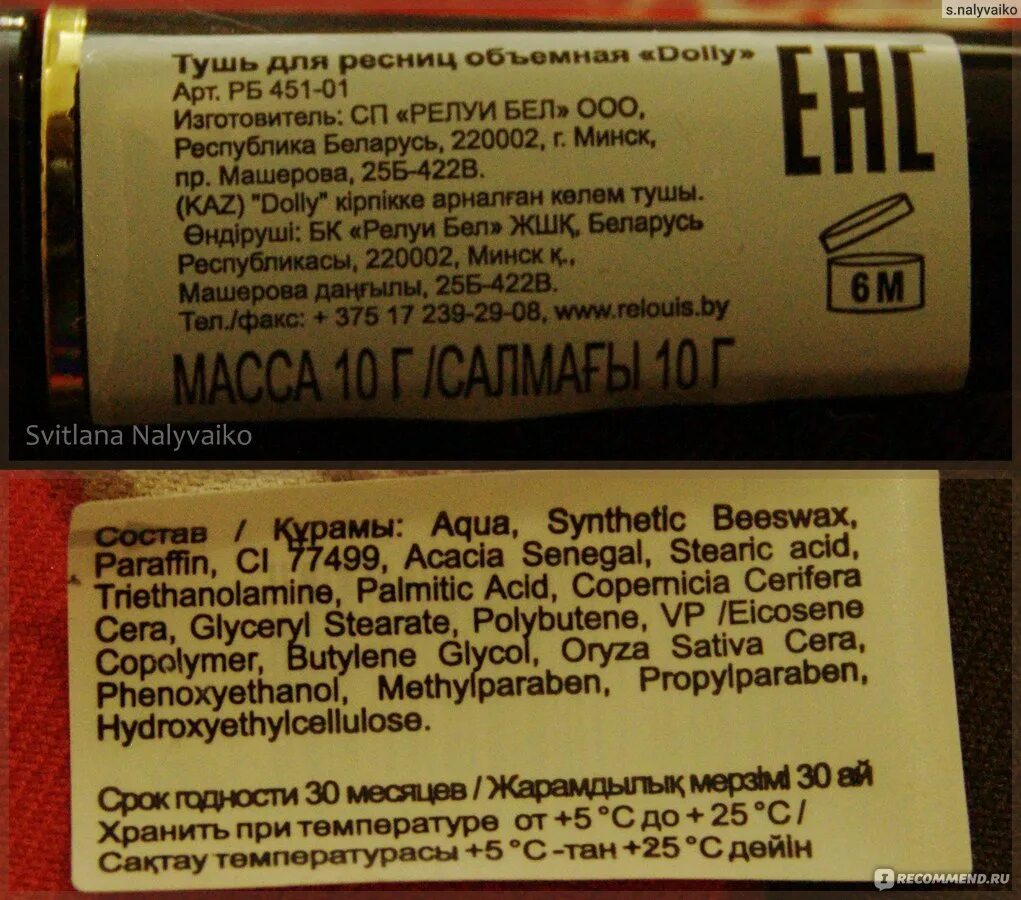 s.nalyvaiko
Тушь для ресниц объемная «Dolly»
Арт. РБ 451-01
Изготовитель: СП «РЕЛУИ БЕЛ» ООО,
Республика Беларусь, 220002, г. Минск,
пр. Машерова, 25Б-422В.
(KAZ) "Dolly" кірпікке арналған көлем тушы.
Өндіруші: БК «Релуи Бел» ЖШҚ, Беларусь
Республикасы, 220002, Минск қ.,
Машерова даңғылы, 25Б-422В.
Тел./факс: + 375 17 239-29-08, www.relouis.by
МАССА 10 Г /САЛМАҒЫ 10 Г
EAC
6 M
Svitlana Nalyvaiko
Состав / Құрамы: Aqua, Synthetic Beeswax,
Paraffin, CI 77499, Acacia Senegal, Stearic acid,
Triethanolamine, Palmitic Acid, Copernicia Cerifera
Cera, Glyceryl Stearate, Polybutene, VP /Eicosene
Copolymer, Butylene Glycol, Oryza Sativa Cera,
Phenoxyethanol, Methylparaben, Propylparaben,
Hydroxyethylcellulose.
Срок годности 30 месяцев / Жарамдылық мерзімі 30 ай
Хранить при температуре от +5 °C до + 25 °C /
Сақтау температурасы +5 °C -тан +25 °C дейін
I RECOMMEND.RU